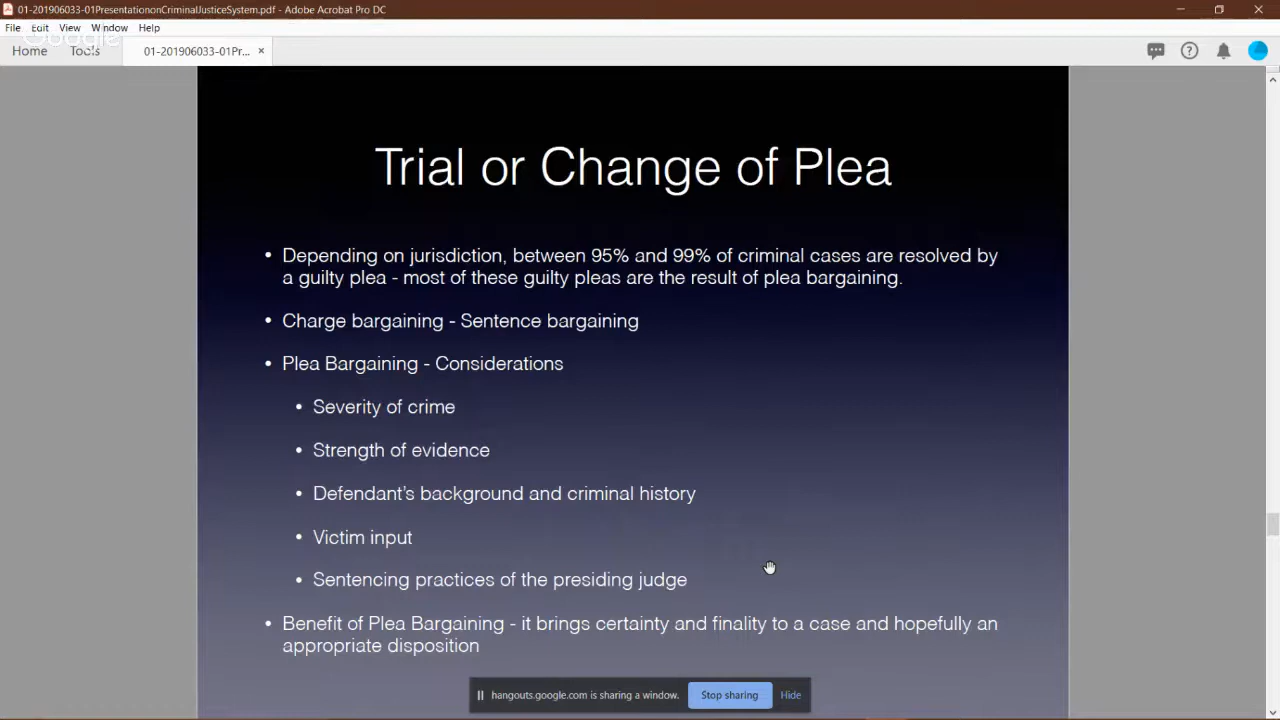 01-201906033-01PresentationonCriminalJusticeSystem.pdf - Adobe Acrobat Pro DC
File Edit View Window Help
Google
Home Tools 01-201906033-01Pr... ×
Trial or Change of Plea
• Depending on jurisdiction, between 95% and 99% of criminal cases are resolved by
a guilty plea - most of these guilty pleas are the result of plea bargaining.
• Charge bargaining - Sentence bargaining
• Plea Bargaining - Considerations
• Severity of crime
• Strength of evidence
• Defendant's background and criminal history
• Victim input
• Sentencing practices of the presiding judge
• Benefit of Plea Bargaining - it brings certainty and finality to a case and hopefully an
appropriate disposition
hangouts.google.com is sharing a window. Stop sharing Hide